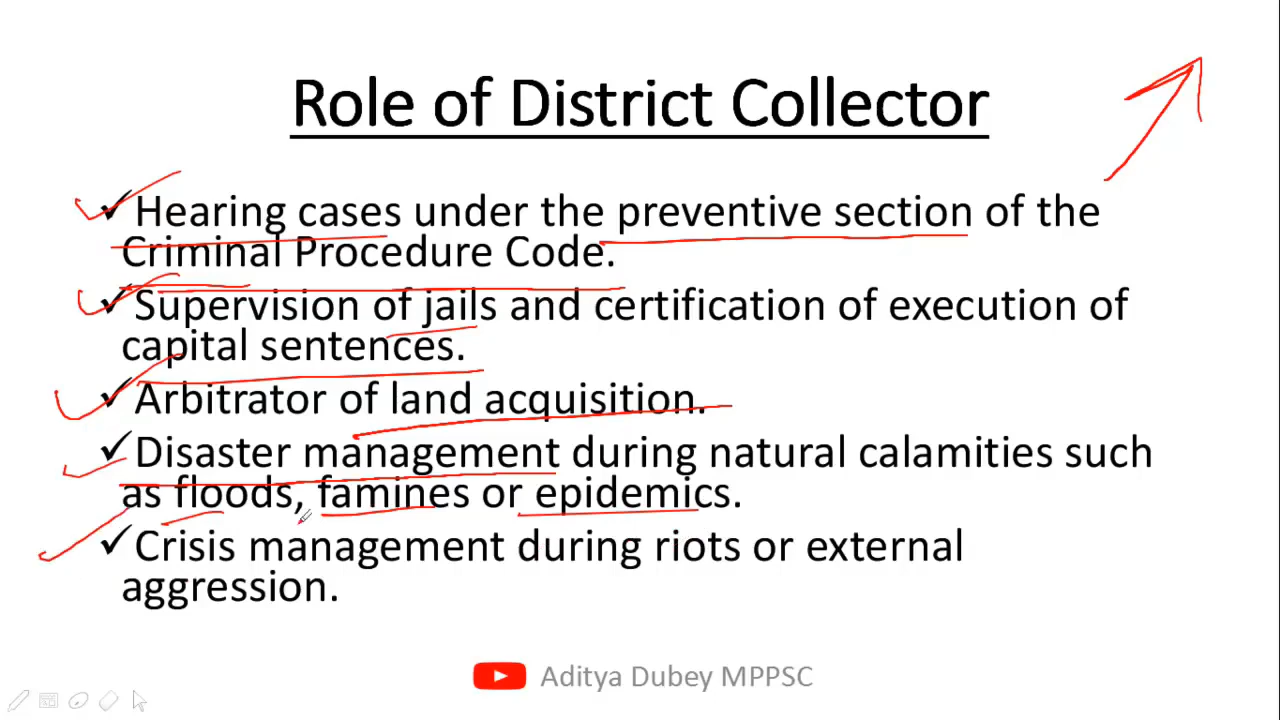 Role of District Collector
Hearing cases under the preventive section of the
Criminal Procedure Code.
Supervision of jails and certification of execution of
capital sentences.
Arbitrator of land acquisition.
Disaster management during natural calamities such
as floods, famines or epidemics.
Crisis management during riots or external
aggression.
Aditya Dubey MPPSC